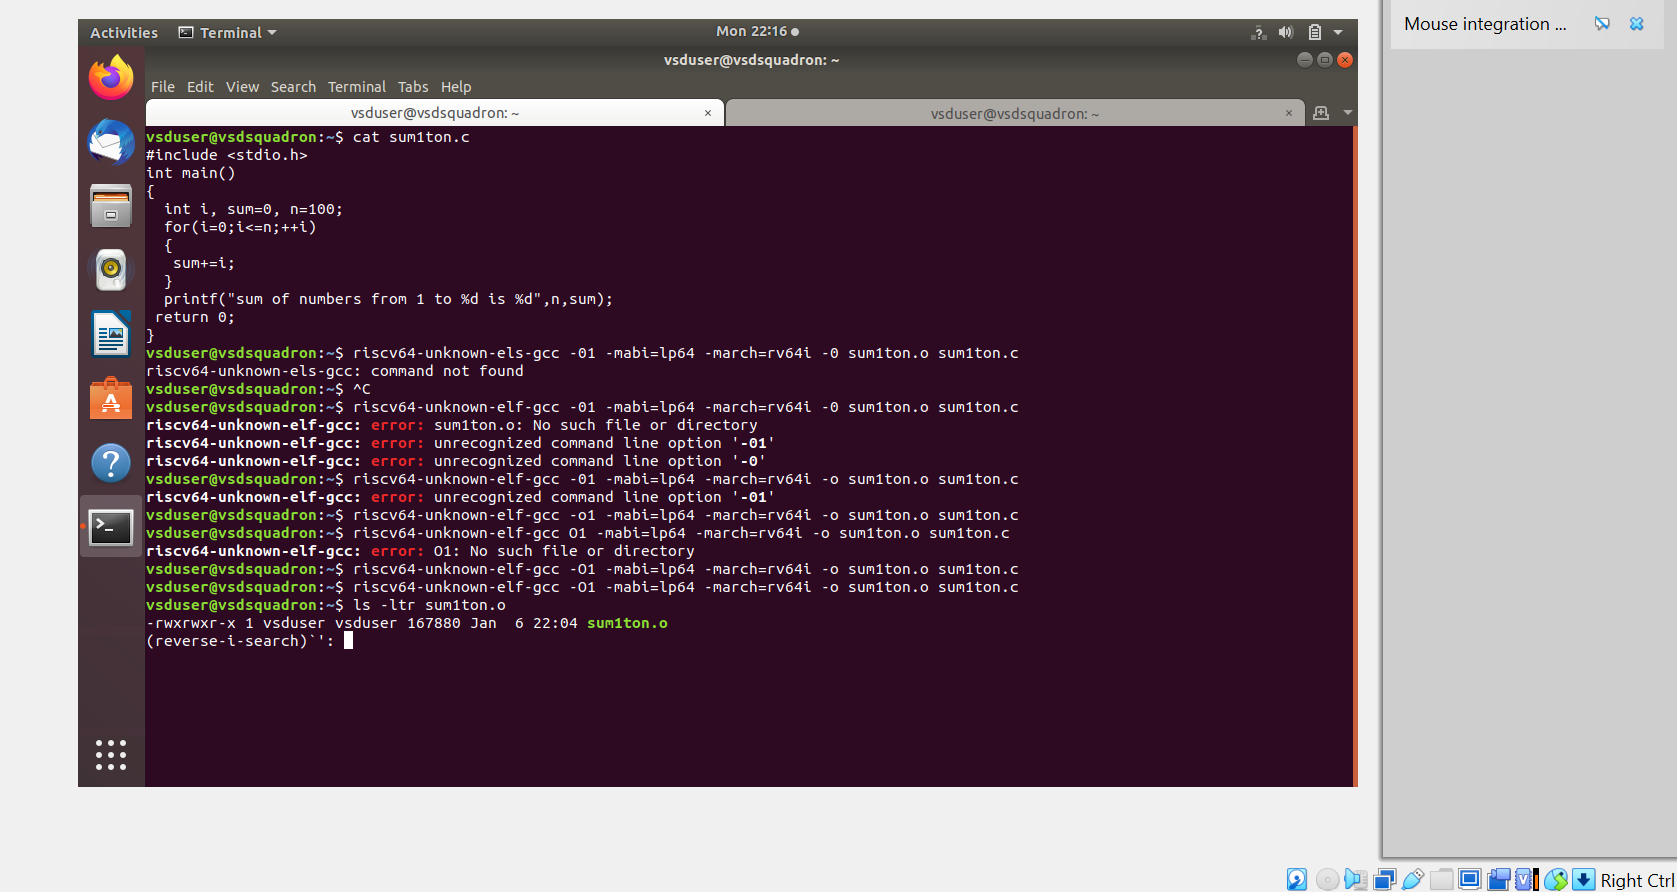 Mouse integration ...
Activities
Terminal
Mon 22:16
vsduser@vsdsquadron: ~
File Edit View Search Terminal Tabs Help
vsduser@vsdsquadron: ~
vsduser@vsdsquadron: ~
vsduser@vsdsquadron:~$ cat sum1ton.c
#include <stdio.h>
int main()
{
  int i, sum=0, n=100;
  for(i=0;i<=n;++i)
  {
   sum+=i;
  }
  printf("sum of numbers from 1 to %d is %d",n,sum);
 return 0;
}
vsduser@vsdsquadron:~$ riscv64-unknown-els-gcc -01 -mabi=lp64 -march=rv64i -0 sum1ton.o sum1ton.c
riscv64-unknown-els-gcc: command not found
vsduser@vsdsquadron:~$ ^C
vsduser@vsdsquadron:~$ riscv64-unknown-elf-gcc -01 -mabi=lp64 -march=rv64i -0 sum1ton.o sum1ton.c
riscv64-unknown-elf-gcc: error: sum1ton.o: No such file or directory
riscv64-unknown-elf-gcc: error: unrecognized command line option '-01'
riscv64-unknown-elf-gcc: error: unrecognized command line option '-0'
vsduser@vsdsquadron:~$ riscv64-unknown-elf-gcc -01 -mabi=lp64 -march=rv64i -o sum1ton.o sum1ton.c
riscv64-unknown-elf-gcc: error: unrecognized command line option '-01'
vsduser@vsdsquadron:~$ riscv64-unknown-elf-gcc -o1 -mabi=lp64 -march=rv64i -o sum1ton.o sum1ton.c
vsduser@vsdsquadron:~$ riscv64-unknown-elf-gcc O1 -mabi=lp64 -march=rv64i -o sum1ton.o sum1ton.c
riscv64-unknown-elf-gcc: error: O1: No such file or directory
vsduser@vsdsquadron:~$ riscv64-unknown-elf-gcc -O1 -mabi=lp64 -march=rv64i -o sum1ton.o sum1ton.c
vsduser@vsdsquadron:~$ riscv64-unknown-elf-gcc -O1 -mabi=lp64 -march=rv64i -o sum1ton.o sum1ton.c
vsduser@vsdsquadron:~$ ls -ltr sum1ton.o
-rwxrwxr-x 1 vsduser vsduser 167880 Jan  6 22:04 sum1ton.o
(reverse-i-search)`':
Right Ctrl